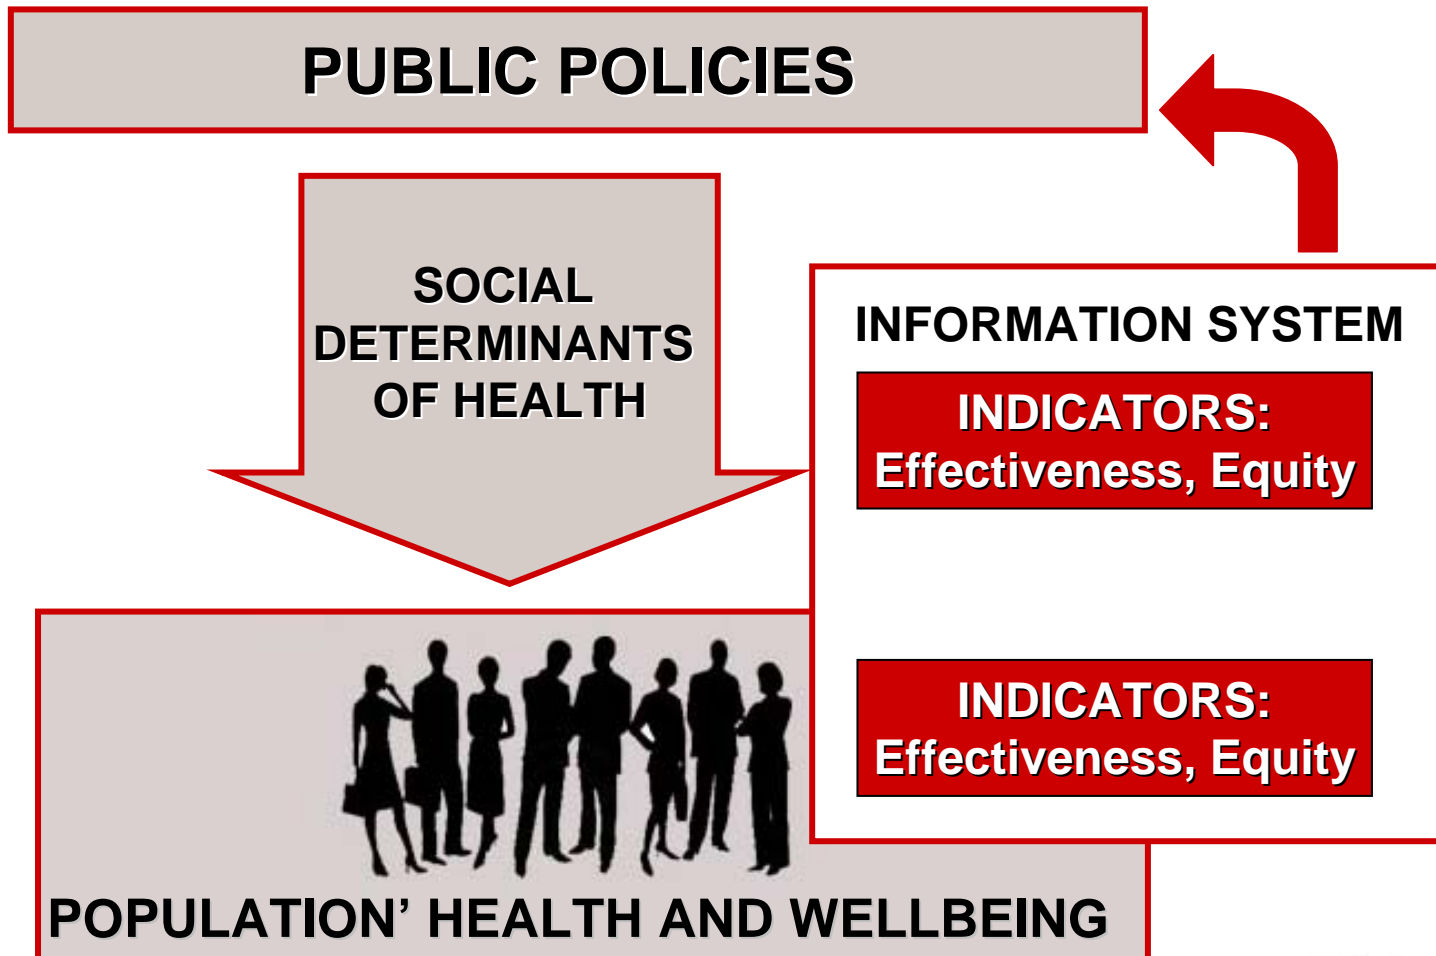 PUBLIC POLICIES
SOCIAL
DETERMINANTS
OF HEALTH
INFORMATION SYSTEM
INDICATORS:
Effectiveness, Equity
INDICATORS:
Effectiveness, Equity
POPULATION’ HEALTH AND WELLBEING